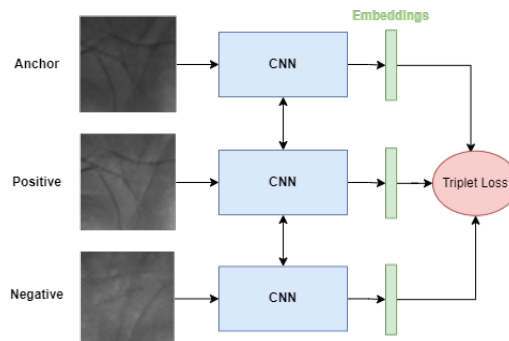 Embeddings
Anchor
CNN
Positive
CNN
Triplet Loss
Negative
CNN